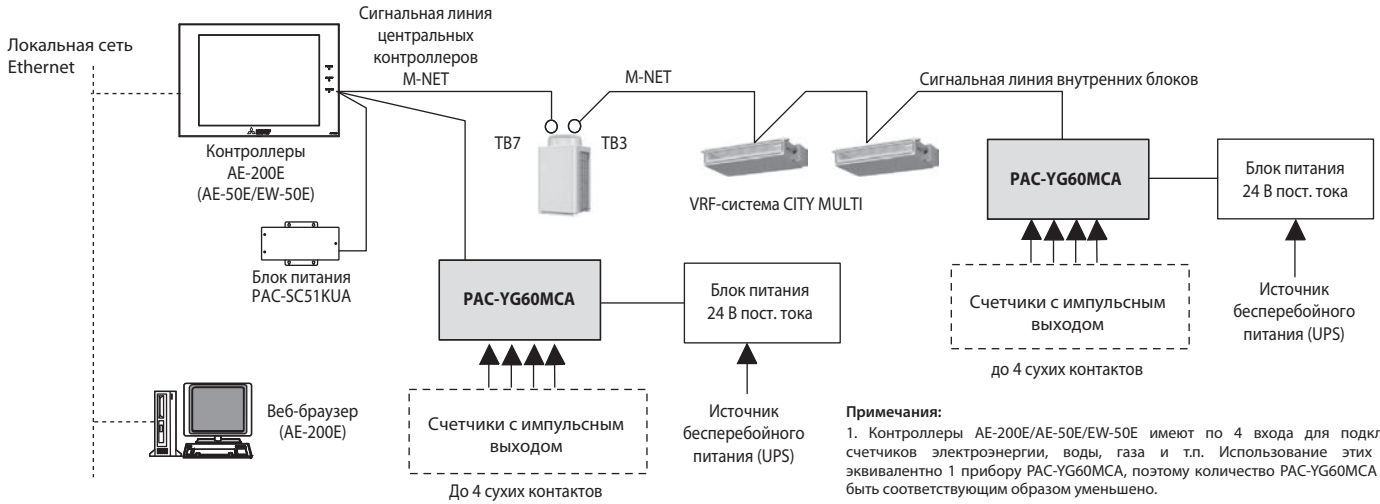 Локальная сеть
Ethernet
Сигнальная линия
центральных
контроллеров
M-NET
M-NET
Сигнальная линия внутренних блоков
Контроллеры
AE-200E
(AE-50E/EW-50E)
TB7
TB3
VRF-система CITY MULTI
PAC-YG60MCA
Блок питания
24 В пост. тока
Блок питания
PAC-SC51KUA
PAC-YG60MCA
Блок питания
24 В пост. тока
Счетчики с импульсным
выходом
до 4 сухих контактов
Источник
бесперебойного
питания (UPS)
Веб-браузер
(AE-200E)
Счетчики с импульсным
выходом
До 4 сухих контактов
Источник
бесперебойного
питания (UPS)
Примечания:
1. Контроллеры AE-200E/AE-50E/EW-50E имеют по 4 входа для
счетчиков электроэнергии, воды, газа и т.п. Использование этих
эквивалентно 1 прибору PAC-YG60MCA, поэтому количество PAC-YG60MCA
быть соответствующим образом уменьшено.